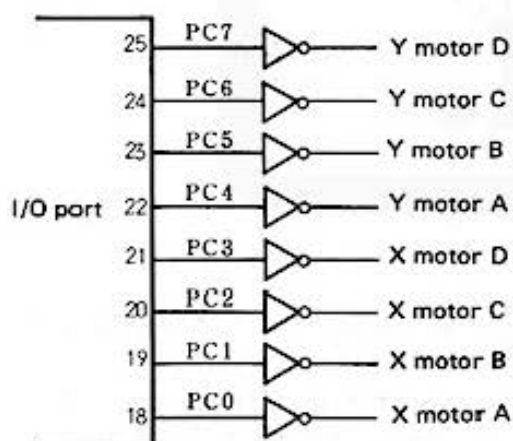 25 PC7 Y motor D
24 PC6 Y motor C
23 PC5 Y motor B
I/O port 22 PC4 Y motor A
21 PC3 X motor D
20 PC2 X motor C
19 PC1 X motor B
18 PC0 X motor A